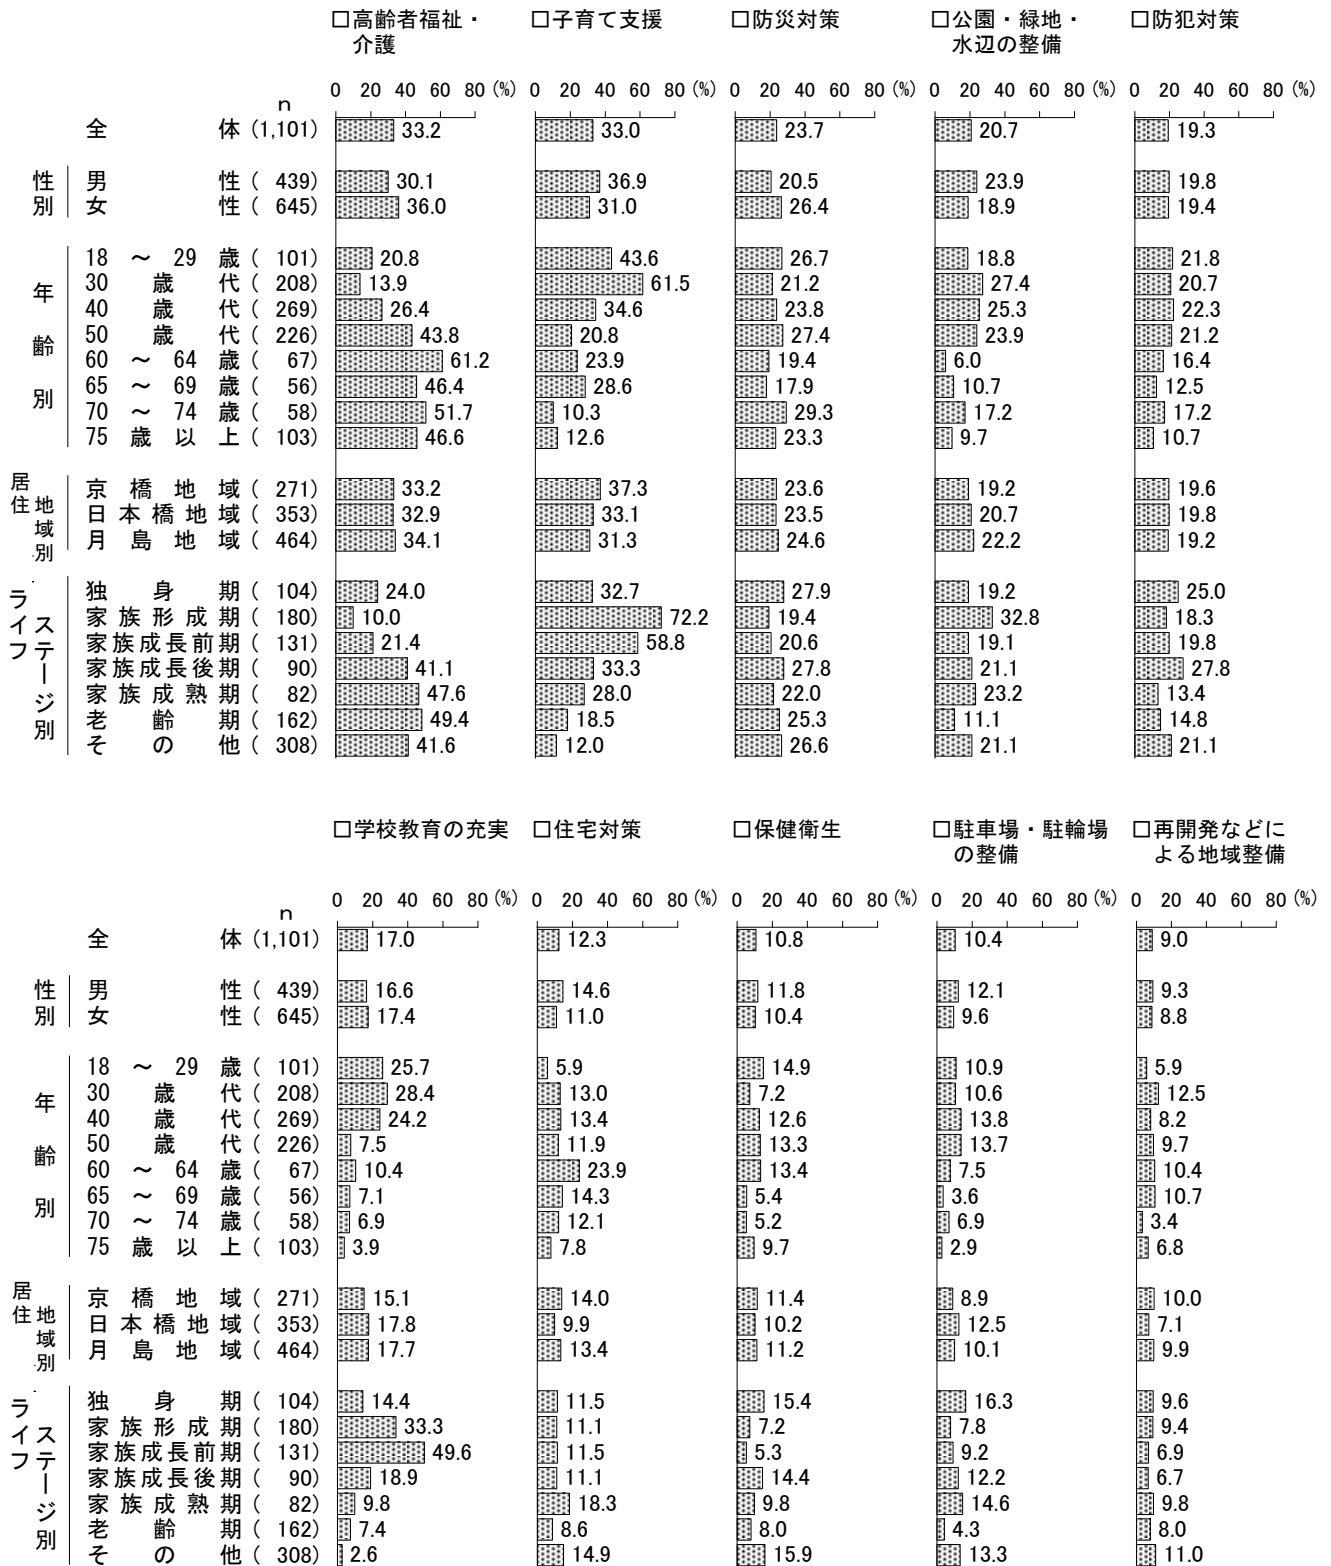 □高齢者福祉・介護 □子育て支援 □防災対策 □公園・緑地・水辺の整備 □防犯対策
0 20 40 60 80 (%) 0 20 40 60 80 (%) 0 20 40 60 80 (%) 0 20 40 60 80 (%) 0 20 40 60 80 (%)
n
全体 (1,101) 33.2 33.0 23.7 20.7 19.3
性別
男性 ( 439) 30.1 36.9 20.5 23.9 19.8
女性 ( 645) 36.0 31.0 26.4 18.9 19.4
年齢別
18 ～ 29 歳 ( 101) 20.8 43.6 26.7 18.8 21.8
30 歳代 ( 208) 13.9 61.5 21.2 27.4 20.7
40 歳代 ( 269) 26.4 34.6 23.8 25.3 22.3
50 歳代 ( 226) 43.8 20.8 27.4 23.9 21.2
60 ～ 64 歳 ( 67) 61.2 23.9 19.4 6.0 16.4
65 ～ 69 歳 ( 56) 46.4 28.6 17.9 10.7 12.5
70 ～ 74 歳 ( 58) 51.7 10.3 29.3 17.2 17.2
75 歳以上 ( 103) 46.6 12.6 23.3 9.7 10.7
居住地域別
京橋地域 ( 271) 33.2 37.3 23.6 19.2 19.6
日本橋地域 ( 353) 32.9 33.1 23.5 20.7 19.8
月島地域 ( 464) 34.1 31.3 24.6 22.2 19.2
ライフステージ別
独身期 ( 104) 24.0 32.7 27.9 19.2 25.0
家族形成期 ( 180) 10.0 72.2 19.4 32.8 18.3
家族成長前期 ( 131) 21.4 58.8 20.6 19.1 19.8
家族成長後期 ( 90) 41.1 33.3 27.8 21.1 27.8
家族成熟期 ( 82) 47.6 28.0 22.0 23.2 13.4
老齢期 ( 162) 49.4 18.5 25.3 11.1 14.8
その他 ( 308) 41.6 12.0 26.6 21.1 21.1
□学校教育の充実 □住宅対策 □保健衛生 □駐車場・駐輪場の整備 □再開発などによる地域整備
0 20 40 60 80 (%) 0 20 40 60 80 (%) 0 20 40 60 80 (%) 0 20 40 60 80 (%) 0 20 40 60 80 (%)
n
全体 (1,101) 17.0 12.3 10.8 10.4 9.0
性別
男性 ( 439) 16.6 14.6 11.8 12.1 9.3
女性 ( 645) 17.4 11.0 10.4 9.6 8.8
年齢別
18 ～ 29 歳 ( 101) 25.7 5.9 14.9 10.9 5.9
30 歳代 ( 208) 28.4 13.0 7.2 10.6 12.5
40 歳代 ( 269) 24.2 13.4 12.6 13.8 8.2
50 歳代 ( 226) 7.5 11.9 13.3 13.7 9.7
60 ～ 64 歳 ( 67) 10.4 23.9 13.4 7.5 10.4
65 ～ 69 歳 ( 56) 7.1 14.3 5.4 3.6 10.7
70 ～ 74 歳 ( 58) 6.9 12.1 5.2 6.9 3.4
75 歳以上 ( 103) 3.9 7.8 9.7 2.9 6.8
居住地域別
京橋地域 ( 271) 15.1 14.0 11.4 8.9 10.0
日本橋地域 ( 353) 17.8 9.9 10.2 12.5 7.1
月島地域 ( 464) 17.7 13.4 11.2 10.1 9.9
ライフステージ別
独身期 ( 104) 14.4 11.5 15.4 16.3 9.6
家族形成期 ( 180) 33.3 11.1 7.2 7.8 9.4
家族成長前期 ( 131) 49.6 11.5 5.3 9.2 6.9
家族成長後期 ( 90) 18.9 11.1 14.4 12.2 6.7
家族成熟期 ( 82) 9.8 18.3 9.8 14.6 9.8
老齢期 ( 162) 7.4 8.6 8.0 4.3 8.0
その他 ( 308) 2.6 14.9 15.9 13.3 11.0